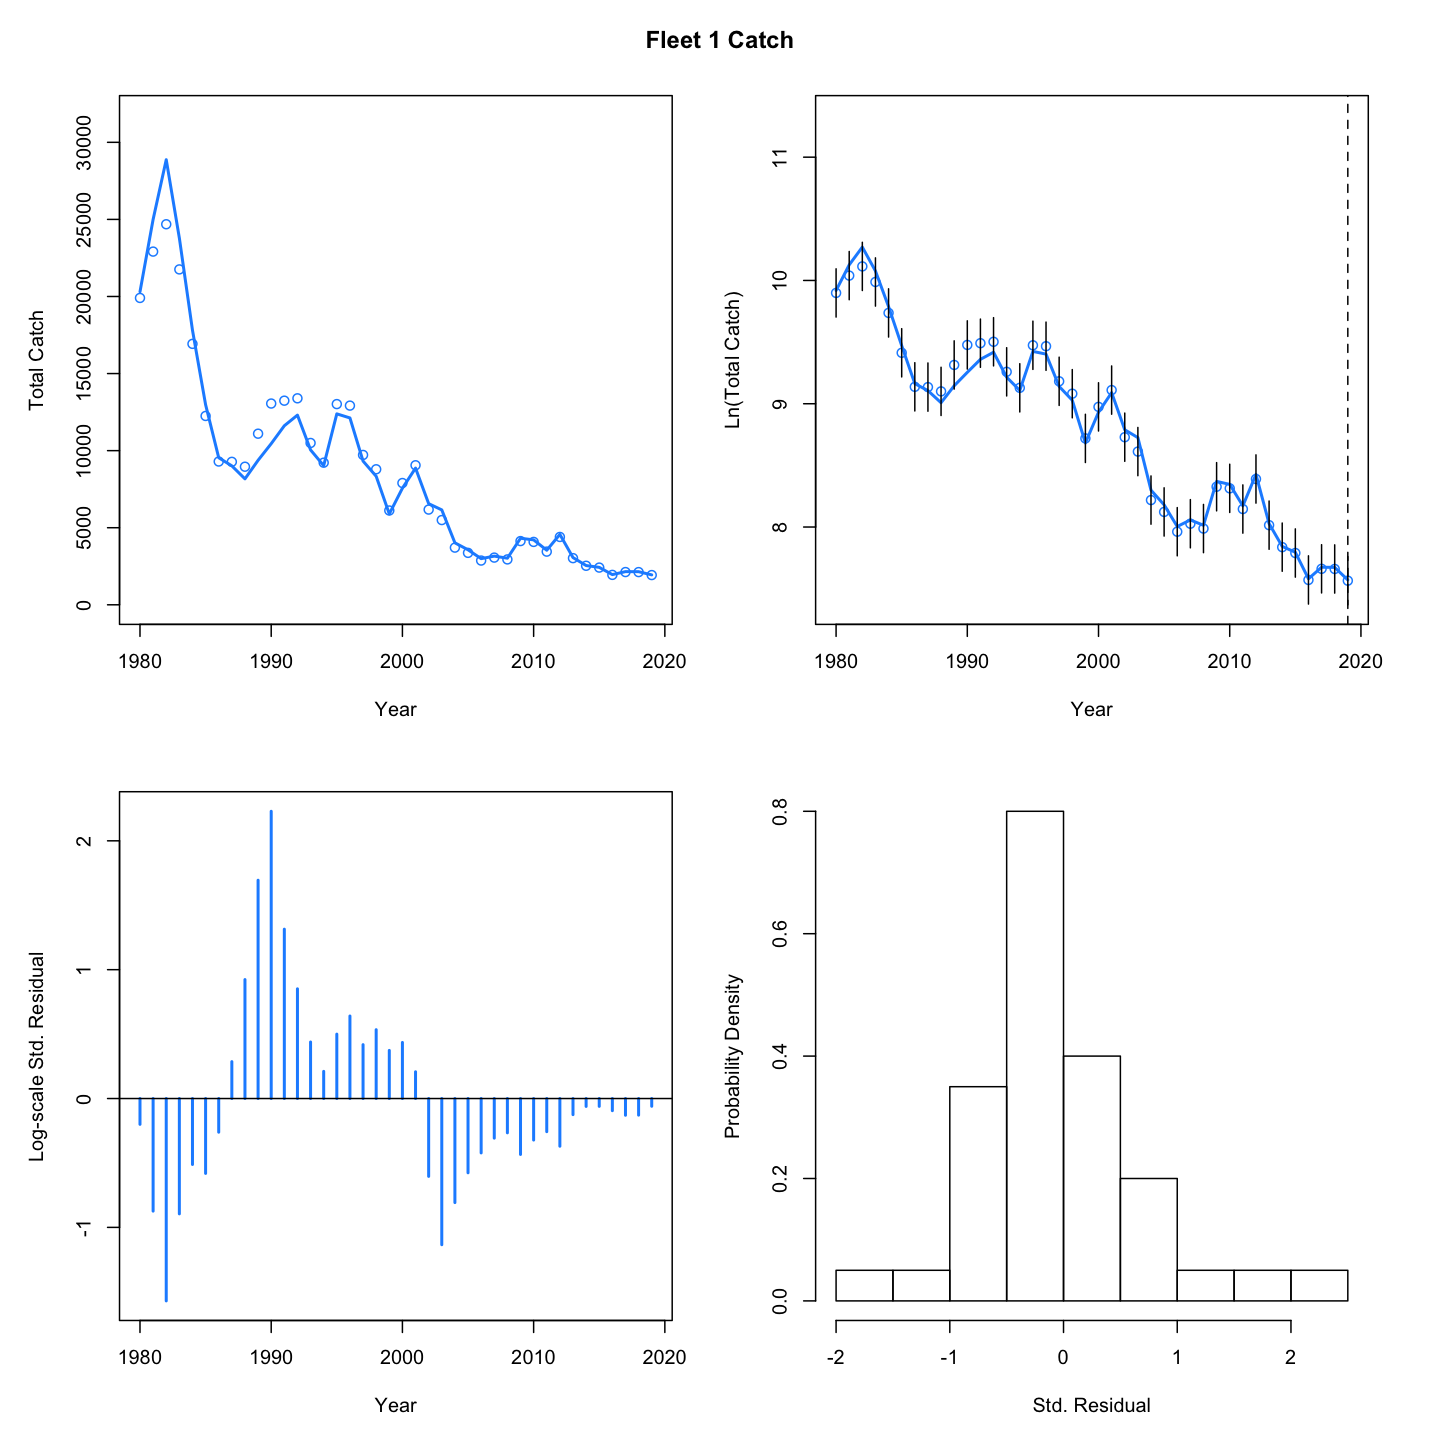 Fleet 1 Catch
Total Catch
30000
25000
20000
15000
10000
5000
0
1980 1990 2000 2010 2020
Year
Ln(Total Catch)
11
10
9
8
1980 1990 2000 2010 2020
Year
Log-scale Std. Residual
2
1
0
-1
1980 1990 2000 2010 2020
Year
Probability Density
0.8
0.6
0.4
0.2
0.0
-2 -1 0 1 2
Std. Residual